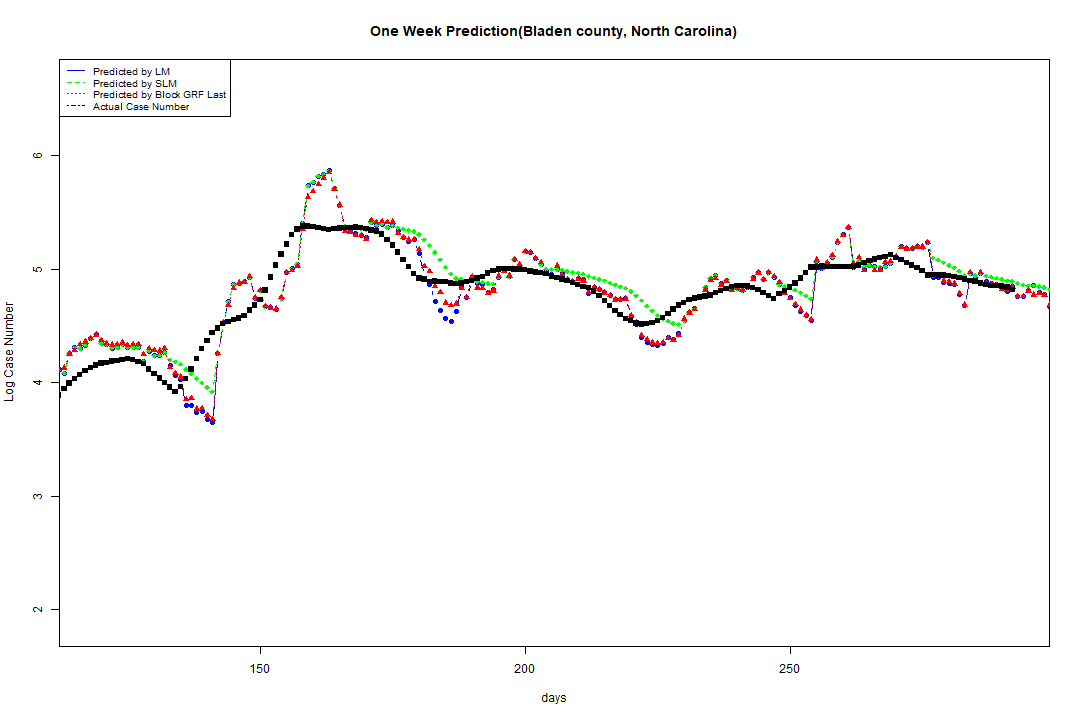 One Week Prediction(Bladen county, North Carolina)
Predicted by LM
Predicted by SLM
Predicted by Block GRF Last
Actual Case Number
6
5
4
3
2
Log Case Number
150 200 250
days